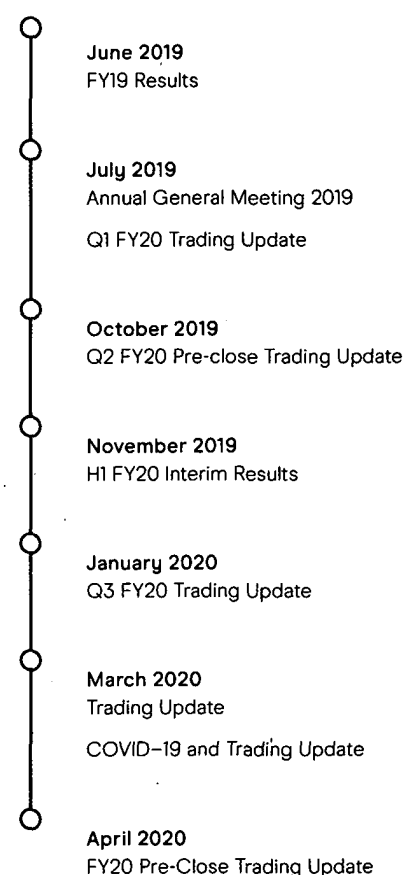 June 2019
FY19 Results
July 2019
Annual General Meeting 2019
Q1 FY20 Trading Update
October 2019
Q2 FY20 Pre-close Trading Update
November 2019
H1 FY20 Interim Results
January 2020
Q3 FY20 Trading Update
March 2020
Trading Update
COVID-19 and Trading Update
April 2020
FY20 Pre-Close Trading Update